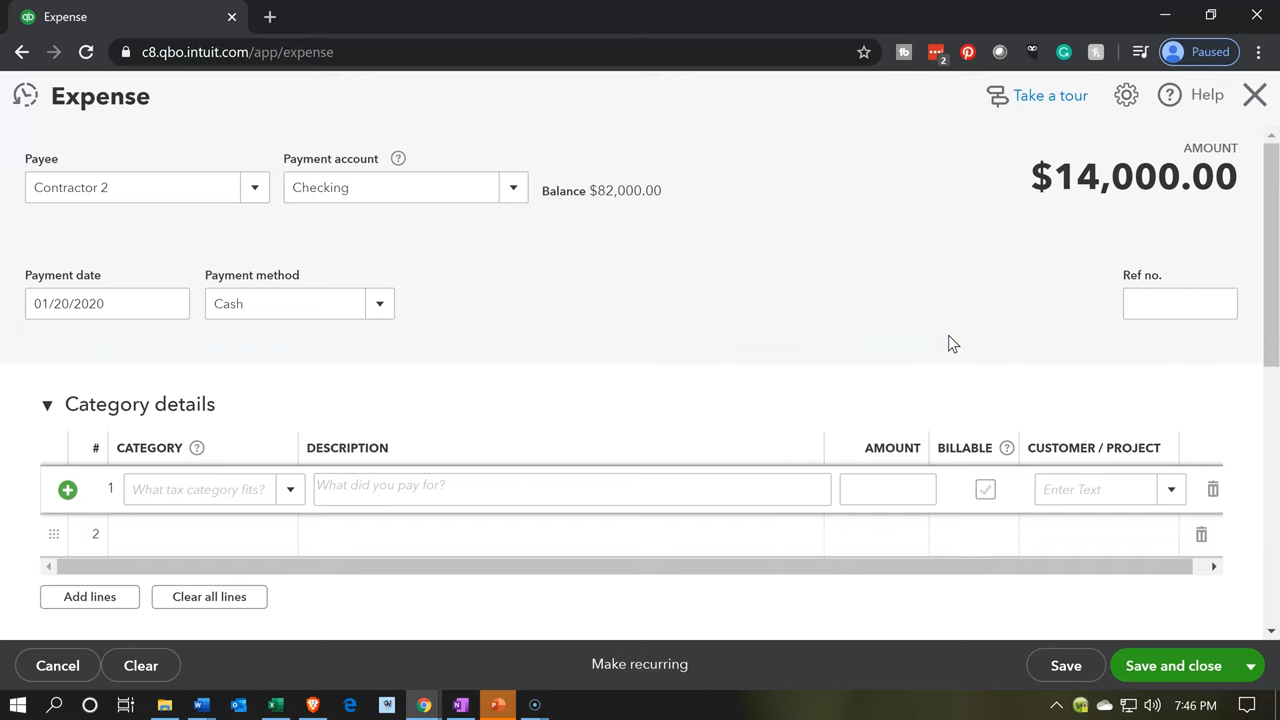 qb Expense
c8.qbo.intuit.com/app/expense
tb
2
h
Paused
Expense
Take a tour
? Help
Payee
Payment account ?
AMOUNT
$14,000.00
Contractor 2
Checking
Balance $82,000.00
Payment date
Payment method
Ref no.
01/20/2020
Cash
Category details
# CATEGORY ? DESCRIPTION AMOUNT BILLABLE ? CUSTOMER / PROJECT
1 What tax category fits? What did you pay for? Enter Text
2
Add lines
Clear all lines
Cancel
Clear
Make recurring
Save
Save and close
7:46 PM